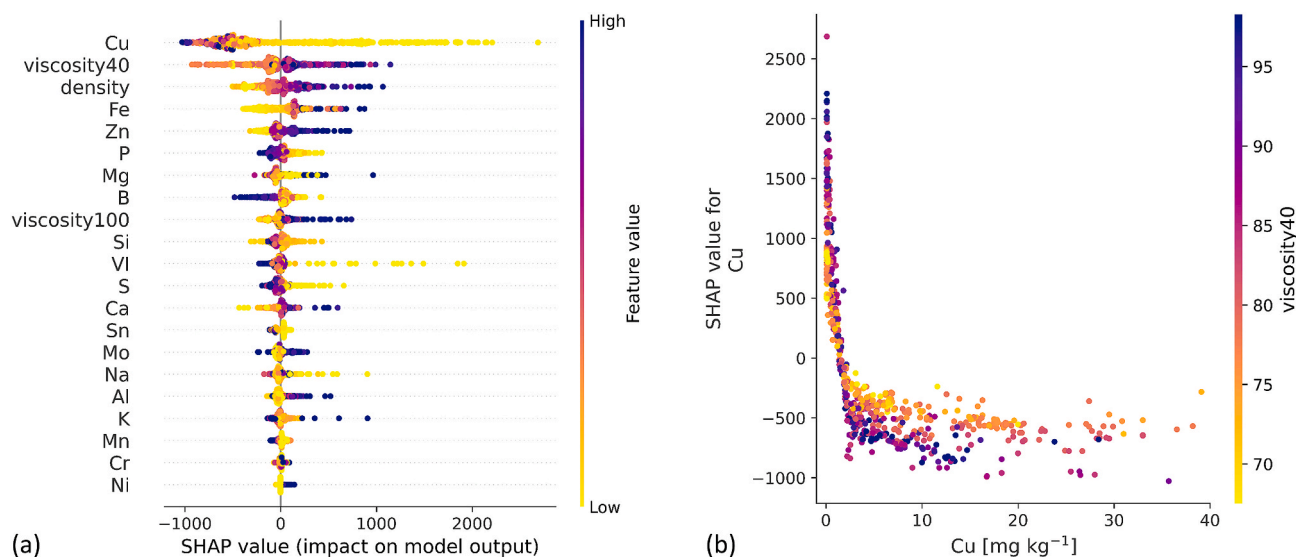 Cu
viscosity40
density
Fe
Zn
P
Mg
B
viscosity100
Si
VI
S
Ca
Sn
Mo
Na
Al
K
Mn
Cr
Ni
−1000 0 1000 2000
SHAP value (impact on model output)
High
Feature value
Low
(a)
SHAP value for
Cu
2500
2000
1500
1000
500
0
−500
−1000
0 10 20 30 40
Cu [mg kg⁻¹]
95
90
85
80
75
70
viscosity40
(b)